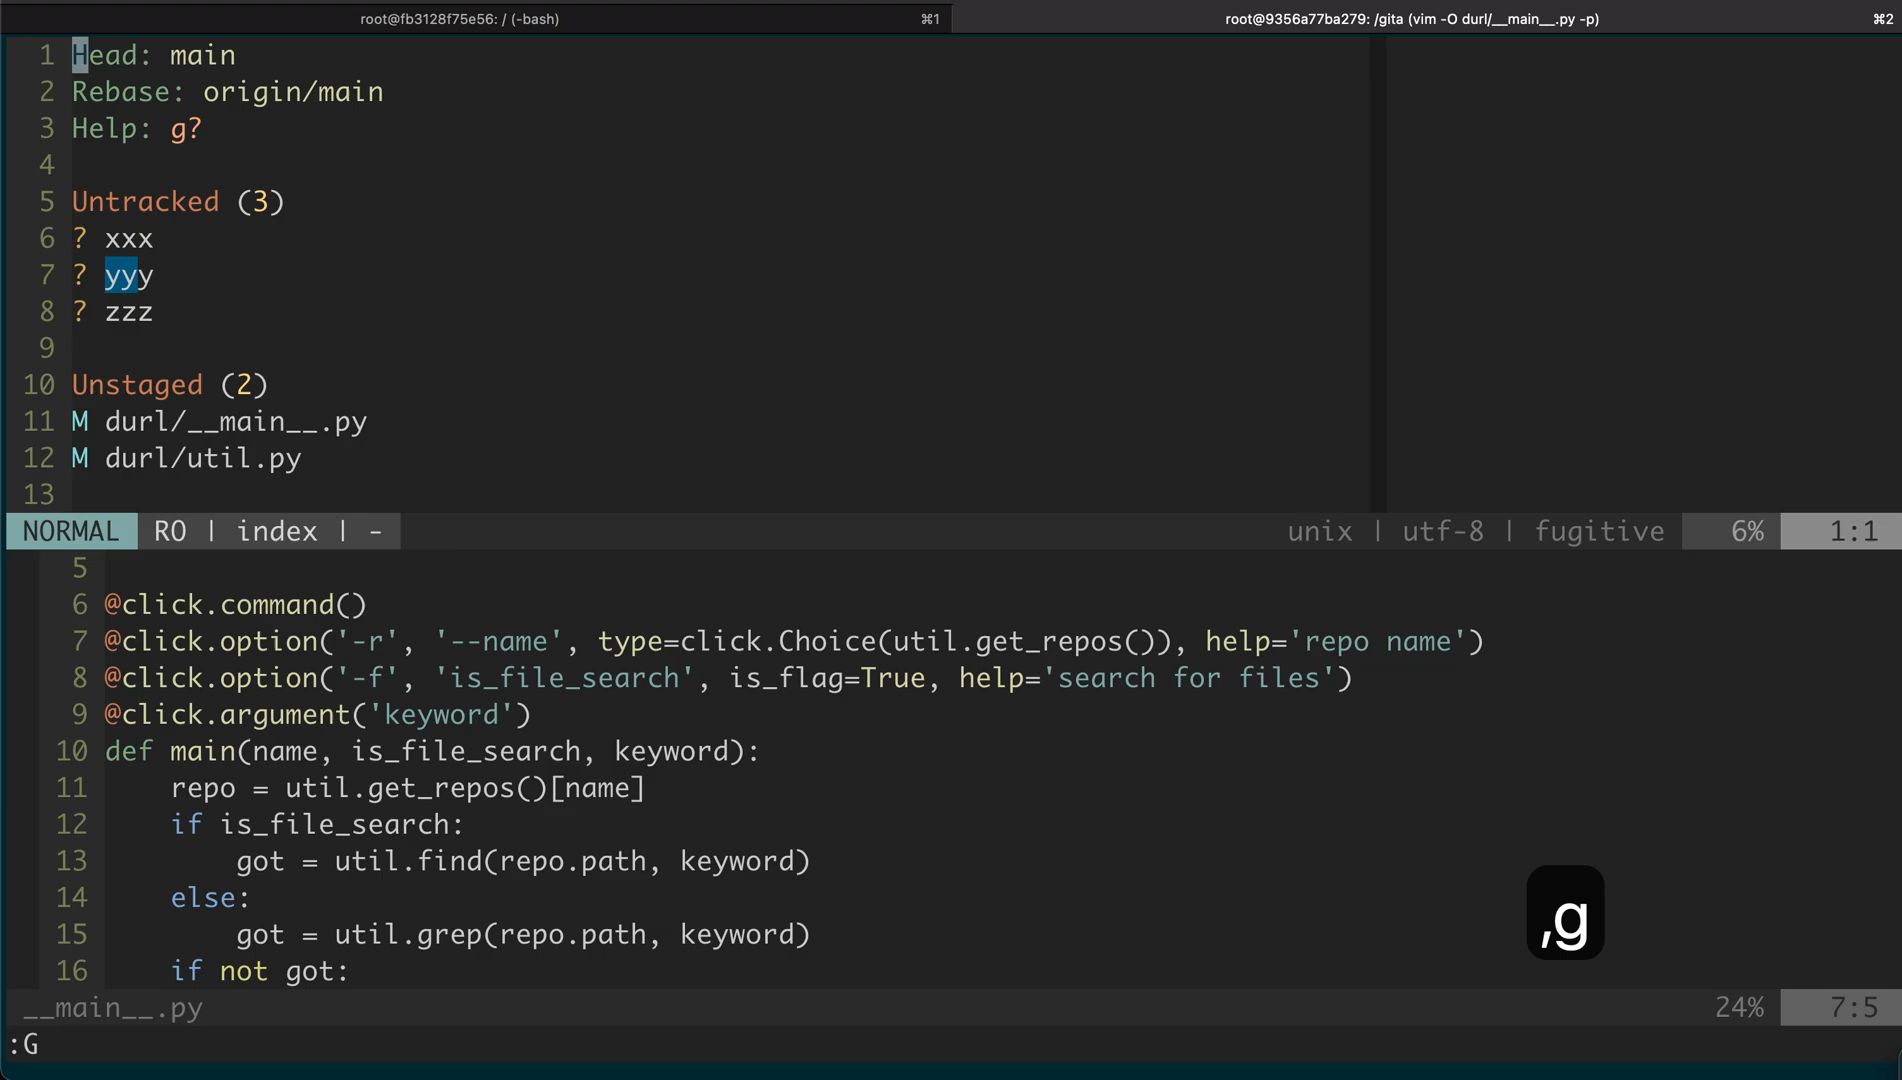 root@fb3128f75e56: / (-bash) ⌘1 root@9356a77ba279: /gita (vim -O durl/__main__.py -p) ⌘2
1 Head: main
2 Rebase: origin/main
3 Help: g?
4
5 Untracked (3)
6 ? xxx
7 ? yyy
8 ? zzz
9
10 Unstaged (2)
11 M durl/__main__.py
12 M durl/util.py
13
NORMAL RO | index | - unix | utf-8 | fugitive 6% 1:1
5
6 @click.command()
7 @click.option('-r', '--name', type=click.Choice(util.get_repos()), help='repo name')
8 @click.option('-f', 'is_file_search', is_flag=True, help='search for files')
9 @click.argument('keyword')
10 def main(name, is_file_search, keyword):
11     repo = util.get_repos()[name]
12     if is_file_search:
13         got = util.find(repo.path, keyword)
14     else:
15         got = util.grep(repo.path, keyword)
16     if not got:
,g
__main__.py 24% 7:5
:G